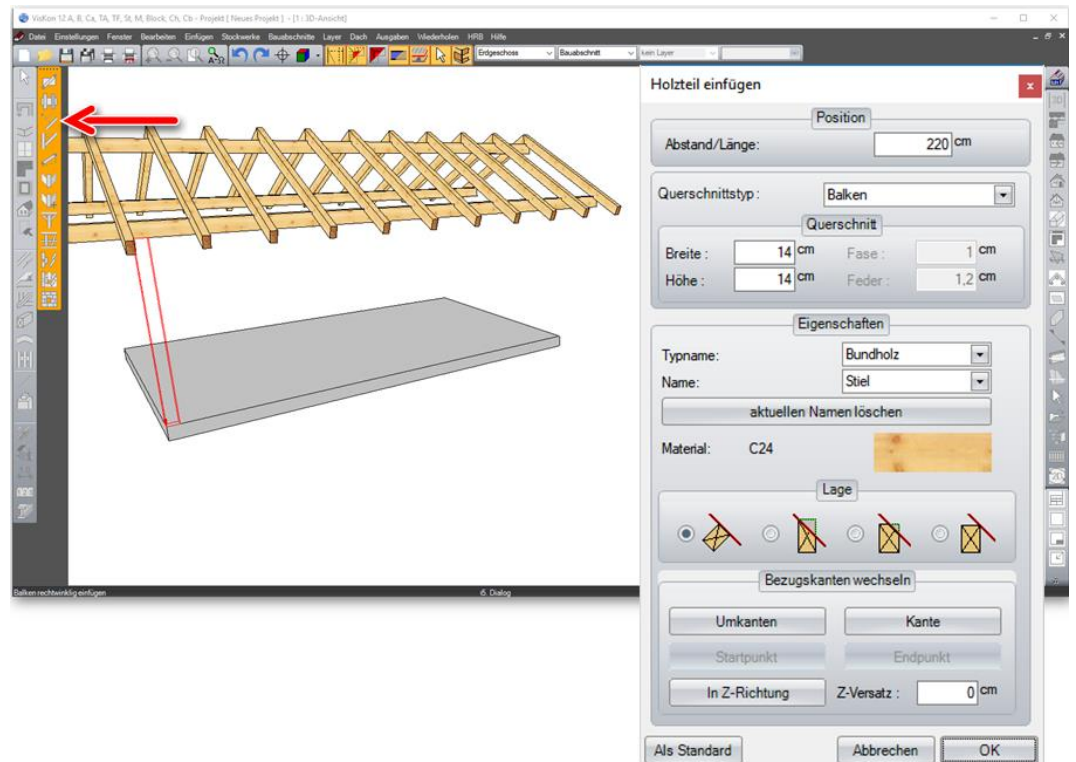 VisKon 12 A, B, Ca, TA, TF, St, M, Block, Ch, Cb - Projekt [ Neues Projekt ] - [1 : 3D-Ansicht]
Datei Einstellungen Fenster Bearbeiten Einfügen Stockwerke Bauabschnitte Layer Dach Ausgaben Wiederholen HRB Hilfe
Erdgeschoss Bauabschnitt kein Layer
Holzteil einfügen
Position
Abstand/Länge: 220 cm
Querschnittstyp : Balken
Querschnitt
Breite : 14 cm Fase : 1 cm
Höhe : 14 cm Feder : 1,2 cm
Eigenschaften
Typname: Bundholz
Name: Stiel
aktuellen Namen löschen
Material: C24
Lage
Bezugskanten wechseln
Umkanten Kante
Startpunkt Endpunkt
In Z-Richtung Z-Versatz : 0 cm
Als Standard Abbrechen OK
Balken rechtwinklig einfügen 6. Dialog